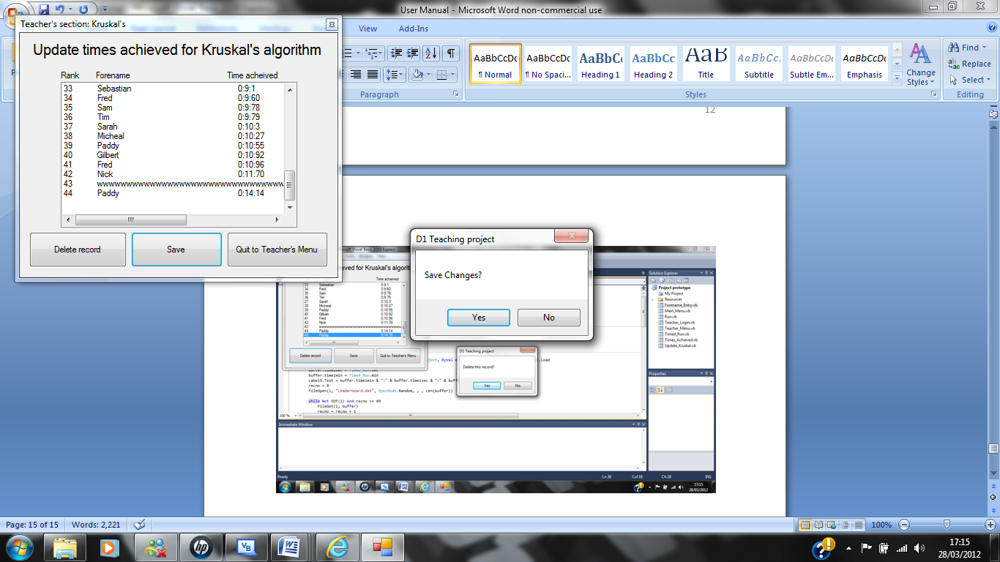 User Manual - Microsoft Word non-commercial use
Teacher's section: Kruskal's
Update times achieved for Kruskal's algorithm
Rank Forename Time acheived
33 Sebastian 0:9:1
34 Fred 0:9:60
35 Sam 0:9:78
36 Tim 0:9:79
37 Sarah 0:10:3
38 Micheal 0:10:27
39 Paddy 0:10:55
40 Gilbert 0:10:92
41 Fred 0:10:96
42 Nick 0:11:70
43
44 Paddy 0:14:14
Delete record Save Quit to Teacher's Menu
View Add-Ins
AaBbCcDc AaBbCcDc AaBbC AaBbCc AaB AaBbCc. AaBbCcDc AaBbCcDc
¶ Normal ¶ No Spaci... Heading 1 Heading 2 Title Subtitle Subtle Em... Emphasis
Change Styles
Find
Replace
Select
Paragraph Styles Editing
12
D1 Teaching project
Save Changes?
Yes No
Microsoft Visual Basic 2010 Express
Time acheived
33 Sebastian 0:9:1
34 Fred 0:9:60
35 Sam 0:9:78
36 Tim 0:9:79
37 Sarah 0:10:3
38 Micheal 0:10:27
39 Paddy 0:10:55
40 Gilbert 0:10:92
41 Fred 0:10:96
42 Nick 0:11:70
43
44 Paddy 0:14:14
45 Paddy 0:14:75
Delete record Save Quit to Teacher's Menu
D1 Teaching project
Delete this record?
Yes No
Solution Explorer
Project prototype
My Project
Resources
Forename_Entry.vb
Main_Menu.vb
Run.vb
Teacher_Login.vb
Teacher_Menu.vb
Timed_Run.vb
Times_Achieved.vb
Update_Kruskal.vb
Properties
ject, ByVal
.Load
buffer.time1sec = Timed_Run.sec
buffer.time1min = Timed_Run.min
Label5.Text = buffer.time1min & ":" & buffer.time1sec & ":" &
recno = 0
FileOpen(1, "Leaderboard.dat", OpenMode.Random, , , Len(buffer))
While Not EOF(1) And recno <= 99
FileGet(1, buffer)
recno = recno + 1
100 %
Immediate Window
Ready Ln 26 Col 18 Ch 18 INS
17:15
28/03/2012
Page: 15 of 15 Words: 2,221 100%
17:15
28/03/2012